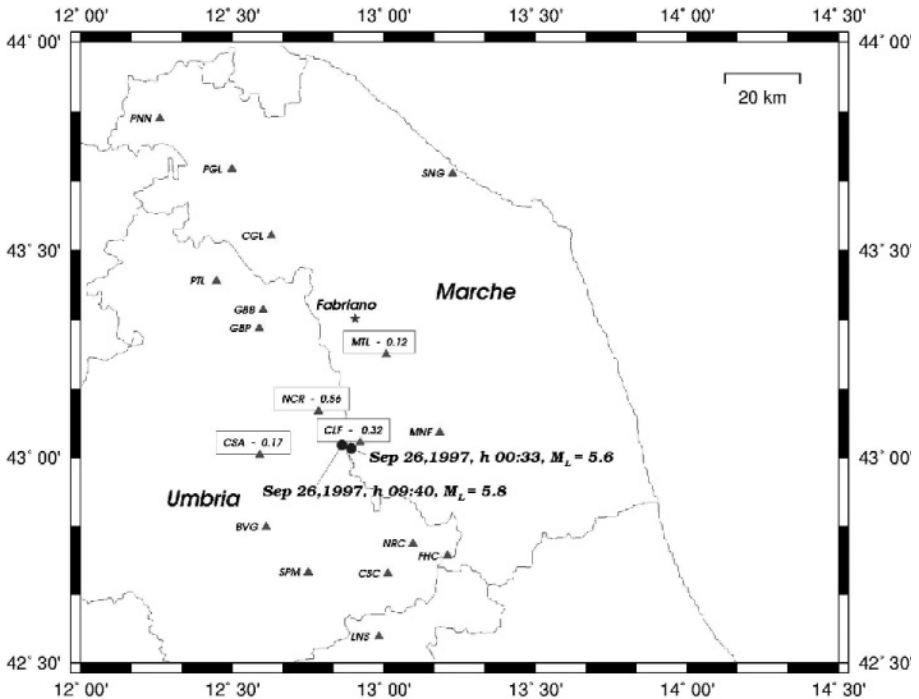 12° 00' 12° 30' 13° 00' 13° 30' 14° 00' 14° 30'
44° 00' 44° 00'
20 km
PNN
PGL
SNG
CGL
43° 30' 43° 30'
PTL
Marche
Fabriano
GBB
GBP
MTL - 0.12
NCR - 0.56
CLF - 0.32
MNF
CSA - 0.17
43° 00' 43° 00'
Sep 26,1997, h 00:33, M_L = 5.6
Sep 26,1997, h 09:40, M_L = 5.8
Umbria
BVG
NRC
FHC
SPM
CSC
LNS
42° 30' 42° 30'
12° 00' 12° 30' 13° 00' 13° 30' 14° 00' 14° 30'